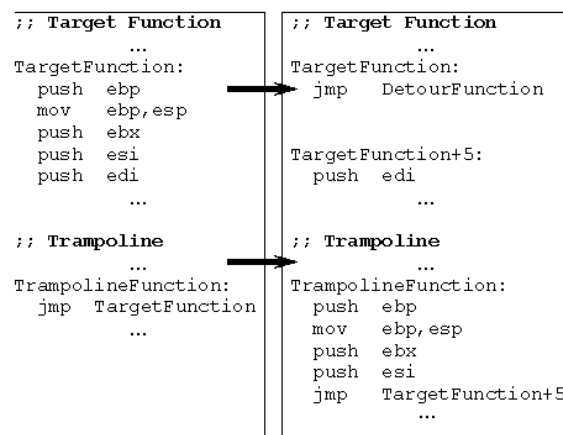 ;; Target Function
...
TargetFunction:
push ebp
mov ebp,esp
push ebx
push esi
push edi
...
;; Trampoline
...
TrampolineFunction:
jmp TargetFunction
...
;; Target Function
...
TargetFunction:
jmp DetourFunction
TargetFunction+5:
push edi
...
;; Trampoline
...
TrampolineFunction:
push ebp
mov ebp,esp
push ebx
push esi
jmp TargetFunction+5
...